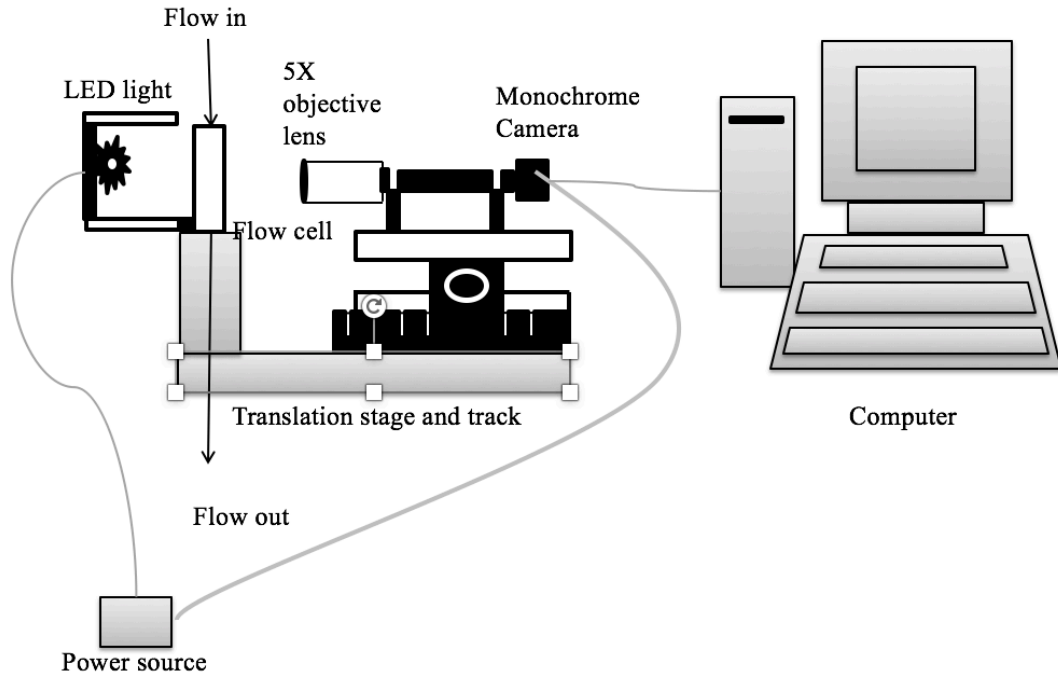 Flow in
LED light
5X
objective
lens
Monochrome
Camera
Flow cell
Translation stage and track
Computer
Flow out
Power source